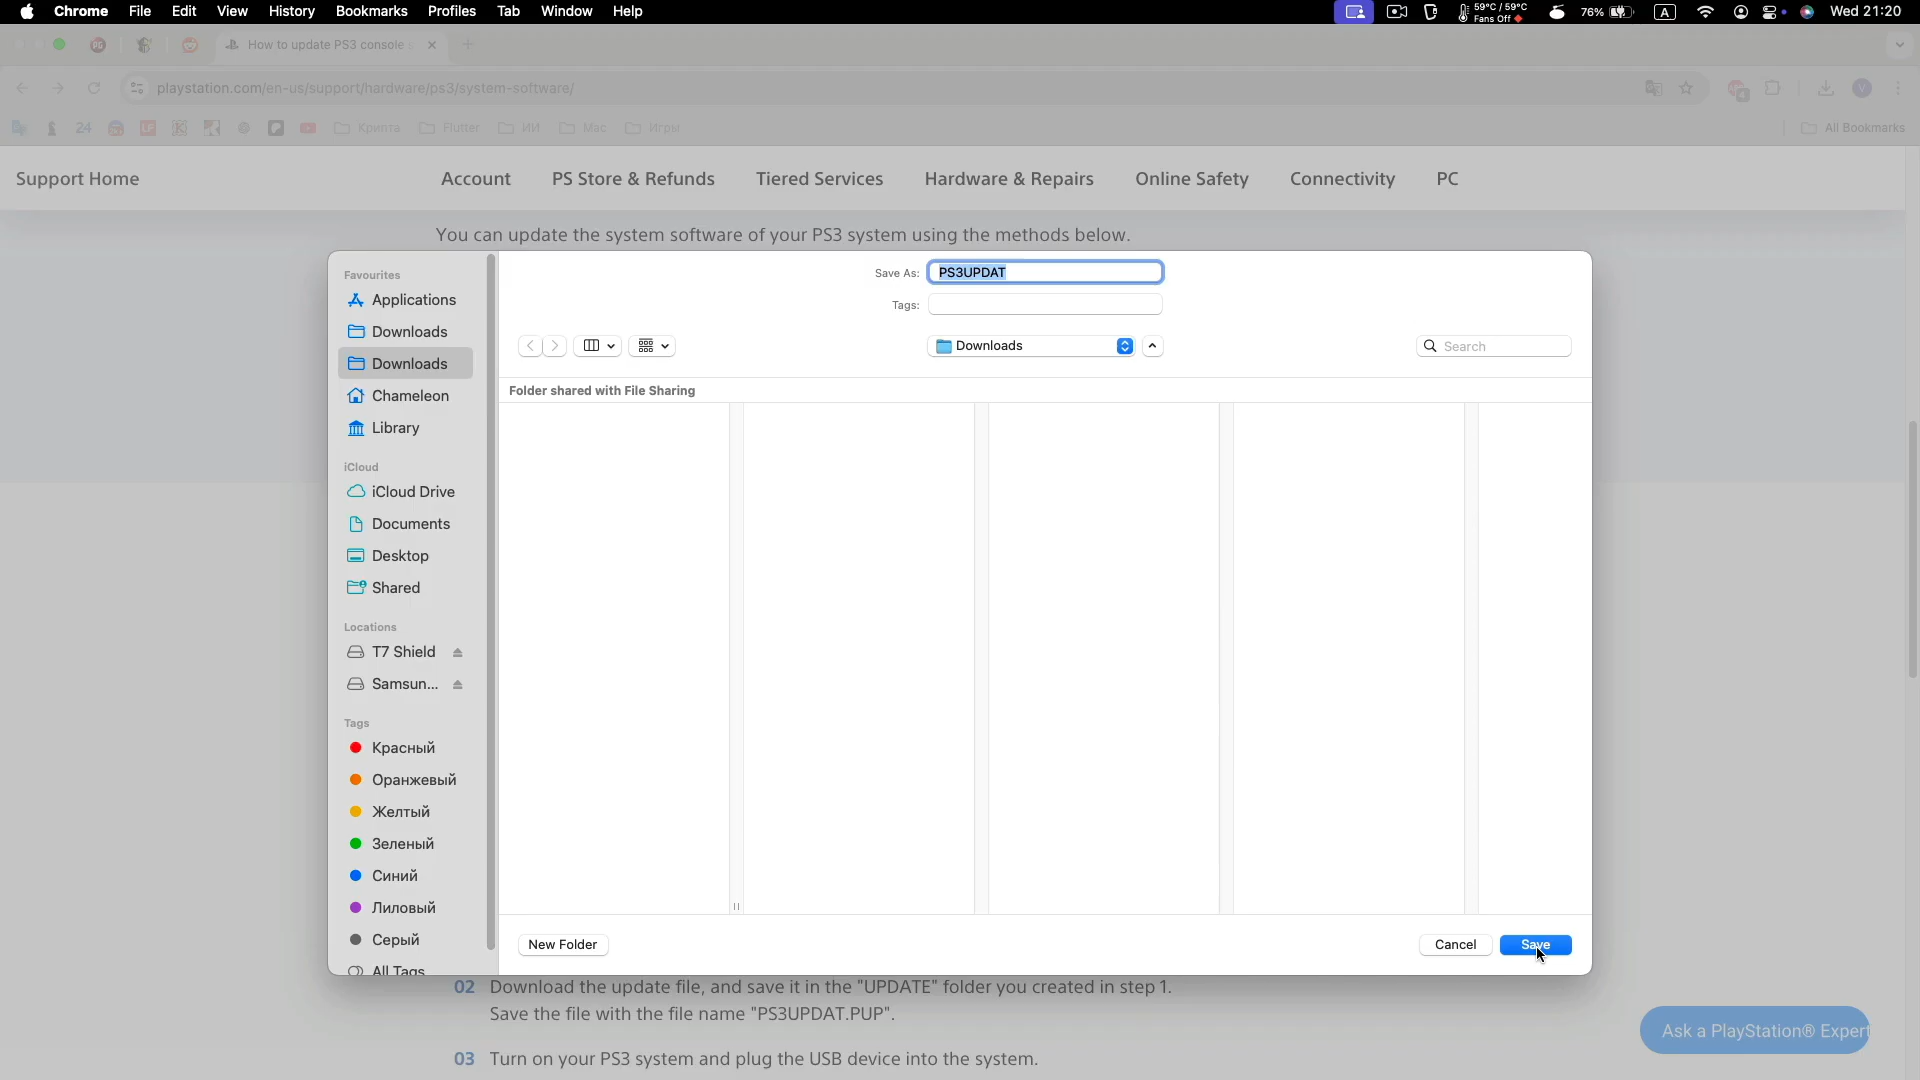 Chrome File Edit View History Bookmarks Profiles Tab Window Help
59°C / 59°C
Fans Off
76%
A
Wed 21:20
How to update PS3 console
playstation.com/en-us/support/hardware/ps3/system-software/
24
Крипта Flutter ИИ Mac Игры All Bookmarks
Support Home Account PS Store & Refunds Tiered Services Hardware & Repairs Online Safety Connectivity PC
You can update the system software of your PS3 system using the methods below.
Favourites
Applications
Downloads
Downloads
Chameleon
Library
iCloud
iCloud Drive
Documents
Desktop
Shared
Locations
T7 Shield
Samsun...
Tags
Красный
Оранжевый
Желтый
Зеленый
Синий
Лиловый
Серый
All Tags
Save As: PS3UPDAT
Tags:
Downloads
Search
Folder shared with File Sharing
New Folder Cancel Save
02 Download the update file, and save it in the "UPDATE" folder you created in step 1.
Save the file with the file name "PS3UPDAT.PUP".
03 Turn on your PS3 system and plug the USB device into the system.
Ask a PlayStation® Expert